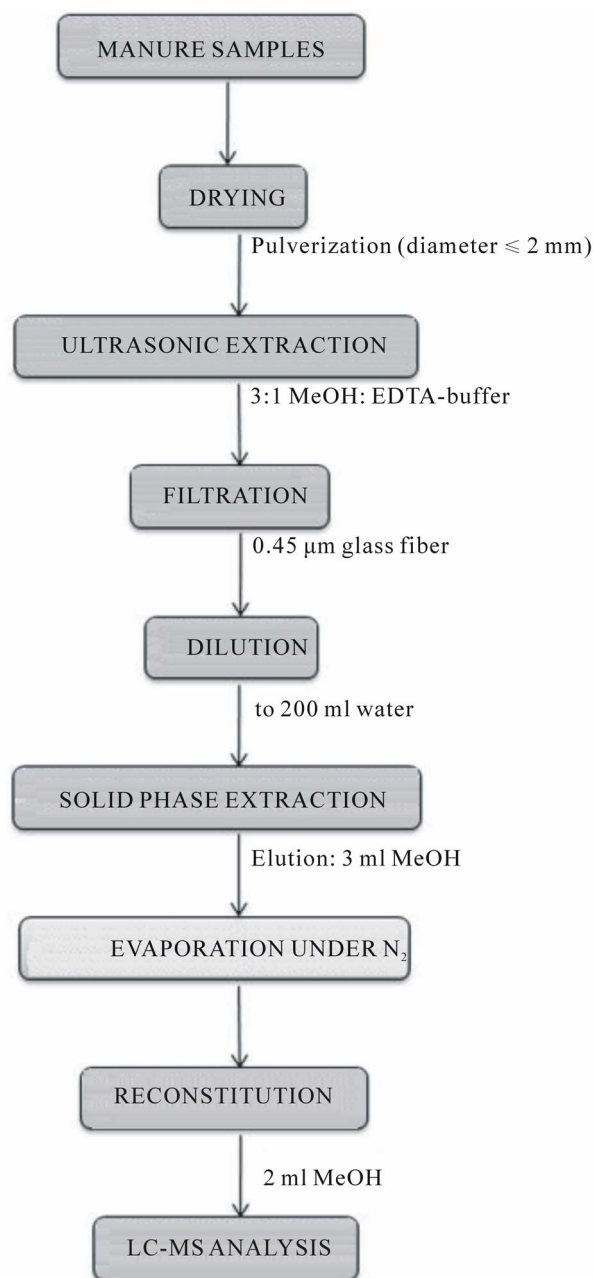 MANURE SAMPLES
DRYING
Pulverization (diameter ⩽ 2 mm)
ULTRASONIC EXTRACTION
3:1 MeOH: EDTA-buffer
FILTRATION
0.45 μm glass fiber
DILUTION
to 200 ml water
SOLID PHASE EXTRACTION
Elution: 3 ml MeOH
EVAPORATION UNDER N₂
RECONSTITUTION
2 ml MeOH
LC-MS ANALYSIS